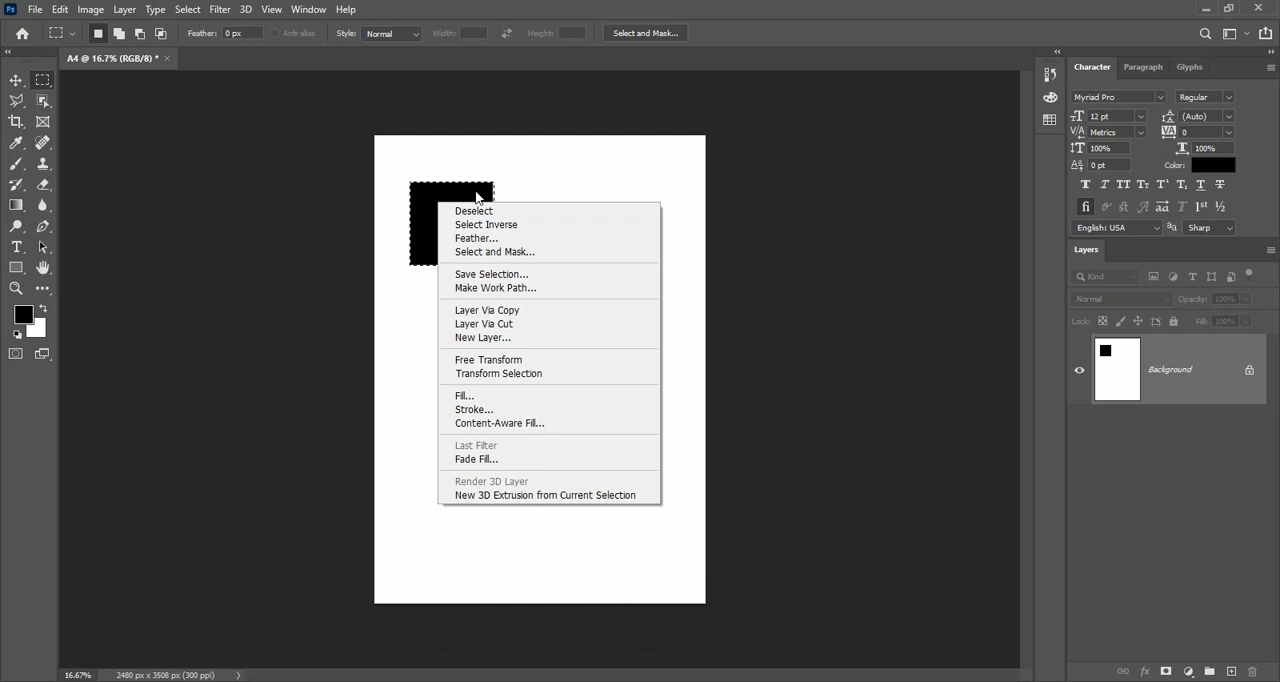 Ps File Edit Image Layer Type Select Filter 3D View Window Help
Feather: 0 px Anti-alias Style: Normal Width: Height: Select and Mask...
A4 @ 16.7% (RGB/8) * ×
Character Paragraph Glyphs
Myriad Pro Regular
12 pt (Auto)
Metrics 0
100% 100%
0 pt Color:
English: USA Sharp
Layers
Kind
Normal Opacity: 100%
Lock: Fill: 100%
Background
Deselect
Select Inverse
Feather...
Select and Mask...
Save Selection...
Make Work Path...
Layer Via Copy
Layer Via Cut
New Layer...
Free Transform
Transform Selection
Fill...
Stroke...
Content-Aware Fill...
Last Filter
Fade Fill...
Render 3D Layer
New 3D Extrusion from Current Selection
16.67% 2480 px x 3508 px (300 ppi)